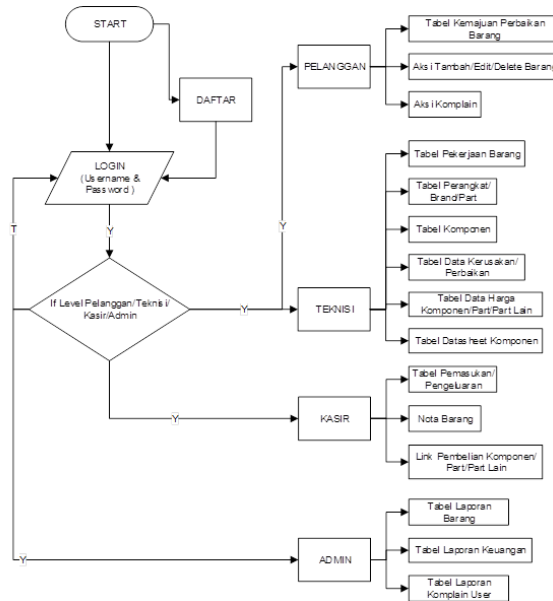 START
DAFTAR
LOGIN
(Username &
Password)
T
Y
If Level Pelanggan/Teknisi/
Kasir/Admin
Y
Y
Y
Y
PELANGGAN
Tabel Kemajuan Perbaikan
Barang
Aksi Tambah/Edit/Delete Barang
Aksi Komplain
TEKNISI
Tabel Pekerjaan Barang
Tabel Perangkat/
Brand/Part
Tabel Komponen
Tabel Data Kerusakan/
Perbaikan
Tabel Data Harga
Komponen/Part/Part Lain
Tabel Datasheet Komponen
KASIR
Tabel Pemasukan/
Pengeluaran
Nota Barang
Link Pembelian Komponen/
Part/Part Lain
ADMIN
Tabel Laporan
Barang
Tabel Laporan Keuangan
Tabel Laporan
Komplain User